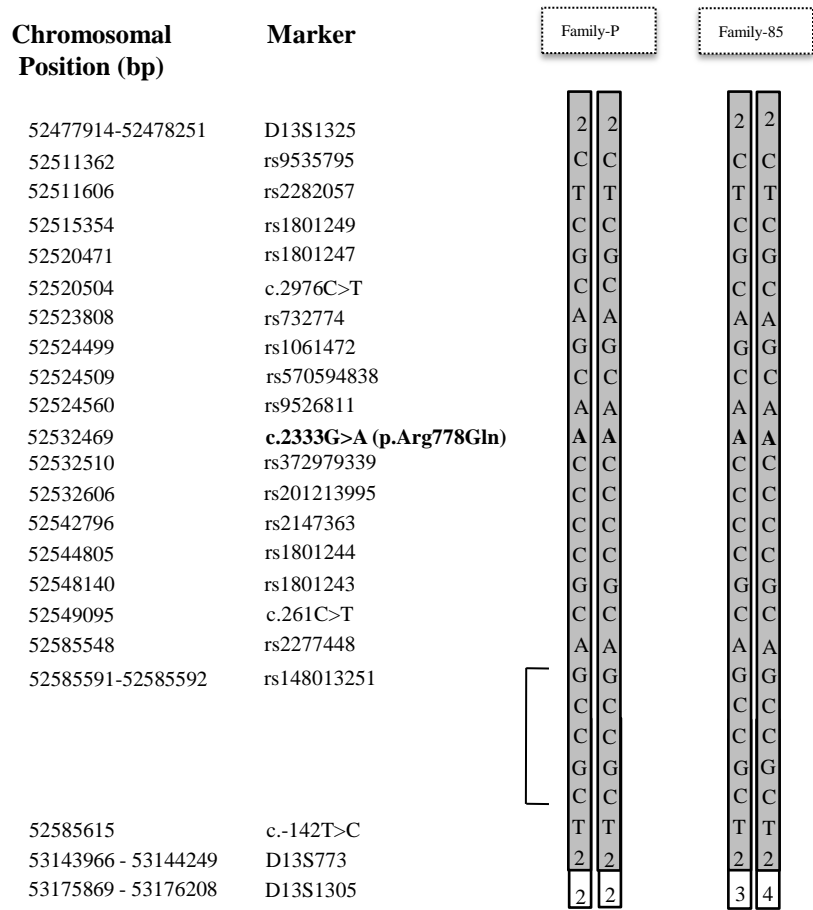 Chromosomal Position (bp) Marker Family-P Family-85
52477914-52478251 D13S1325 2 2 2 2
52511362 rs9535795 C C C C
52511606 rs2282057 T T T T
52515354 rs1801249 C C C C
52520471 rs1801247 G G G G
52520504 c.2976C>T C C C C
52523808 rs732774 A A A A
52524499 rs1061472 G G G G
52524509 rs570594838 C C C C
52524560 rs9526811 A A A A
52532469 c.2333G>A (p.Arg778Gln) A A A A
52532510 rs372979339 C C C C
52532606 rs201213995 C C C C
52542796 rs2147363 C C C C
52544805 rs1801244 C C C C
52548140 rs1801243 G G G G
52549095 c.261C>T C C C C
52585548 rs2277448 A A A A
52585591-52585592 rs148013251 G G G G
C C C C
C C C C
G G G G
C C C C
52585615 c.-142T>C T T T T
53143966 - 53144249 D13S773 2 2 2 2
53175869 - 53176208 D13S1305 2 2 3 4